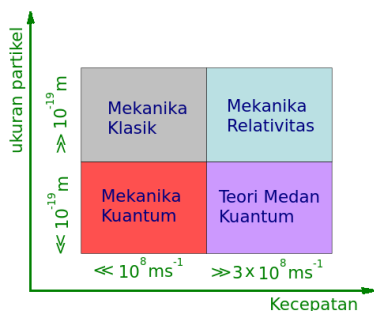 ukuran partikel
>> 10^-19 m
<< 10^-19 m
Mekanika
Klasik
Mekanika
Relativitas
Mekanika
Kuantum
Teori Medan
Kuantum
<< 10^8 ms^-1
>>3 x 10^8 ms^-1
Kecepatan